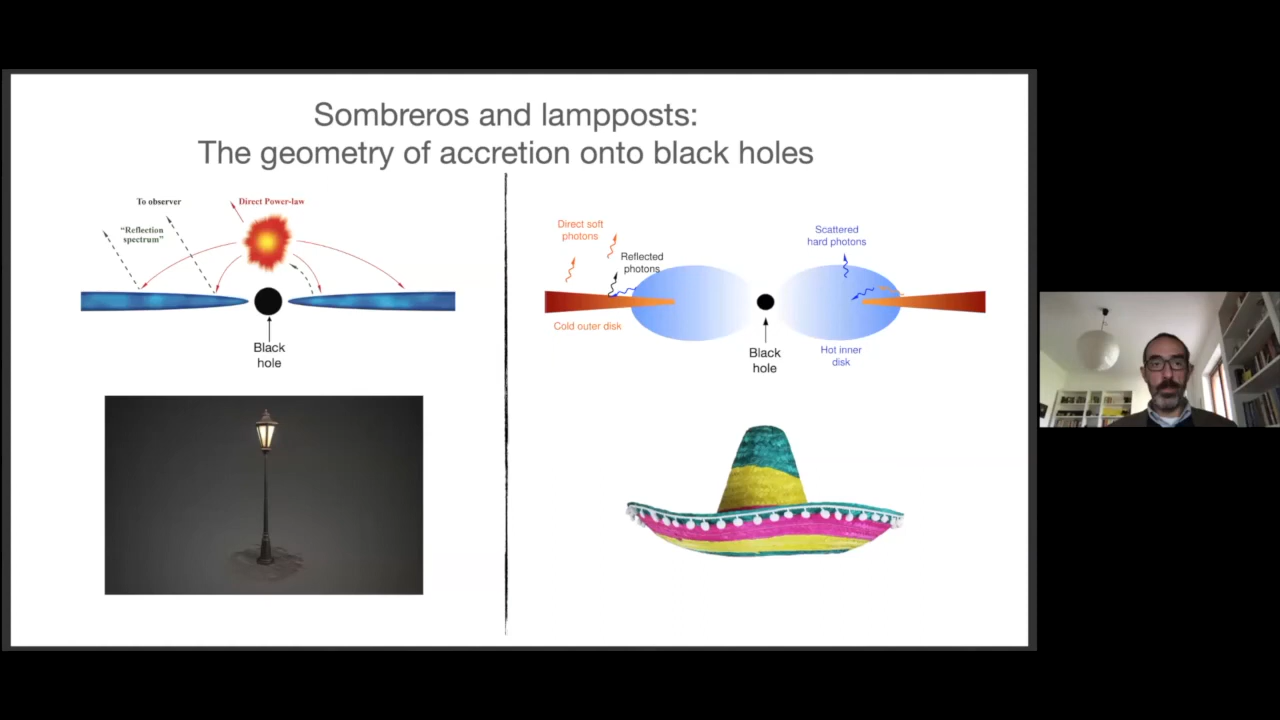 Sombreros and lampposts:
The geometry of accretion onto black holes
To observer
Direct Power-law
"Reflection
spectrum"
Black
hole
Direct soft
photons
Reflected
photons
Scattered
hard photons
Cold outer disk
Black
hole
Hot inner
disk